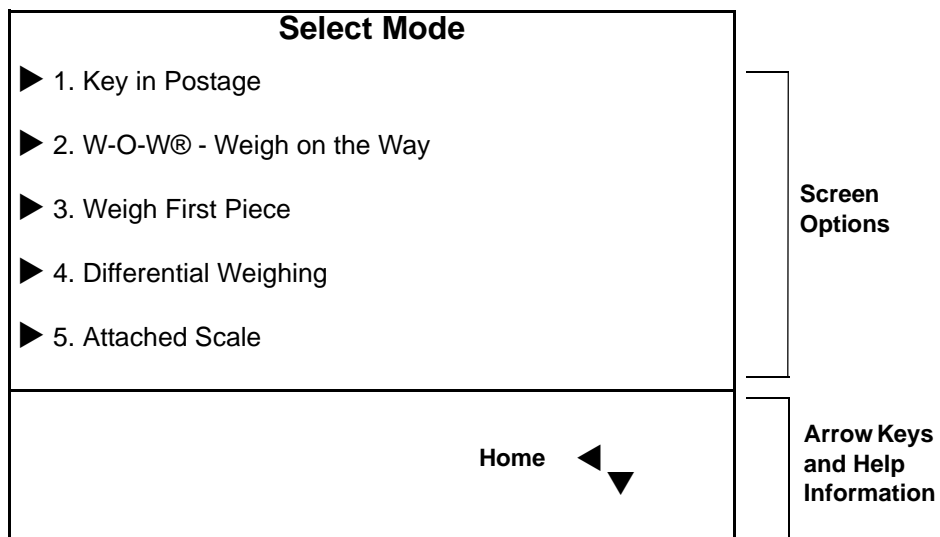 Select Mode
▶ 1. Key in Postage
▶ 2. W-O-W® - Weigh on the Way
▶ 3. Weigh First Piece
▶ 4. Differential Weighing
▶ 5. Attached Scale
Screen
Options
Home
Arrow Keys
and Help
Information